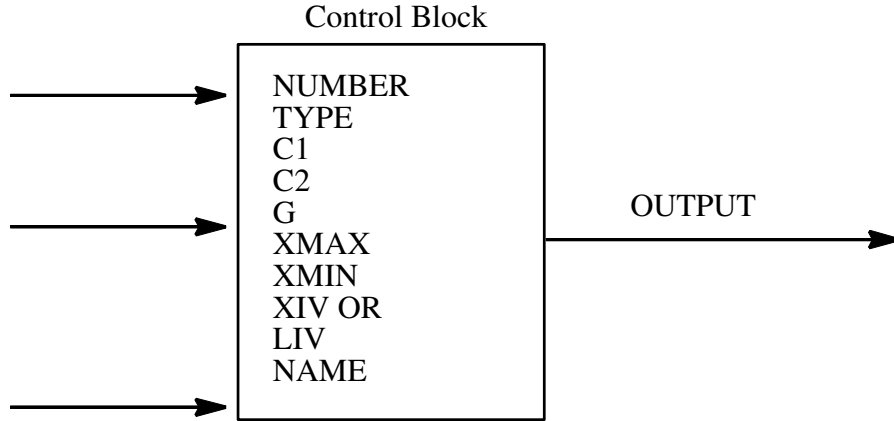 Control Block
NUMBER
TYPE
C1
C2
G
XMAX
XMIN
XIV OR
LIV
NAME
OUTPUT